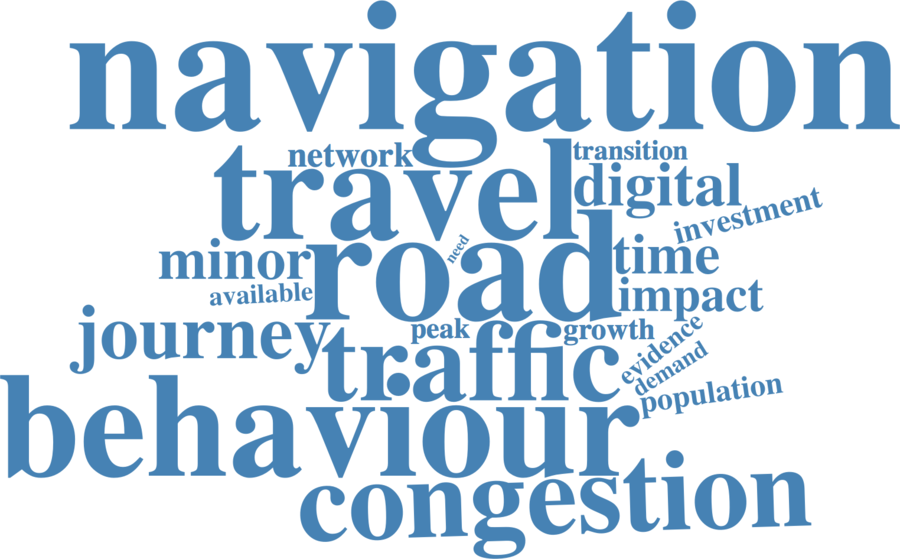 navigation
network
transition
travel
digital
investment
need
minor
road
time
available
impact
journey
peak
growth
traffic
evidence
demand
population
behaviour
congestion